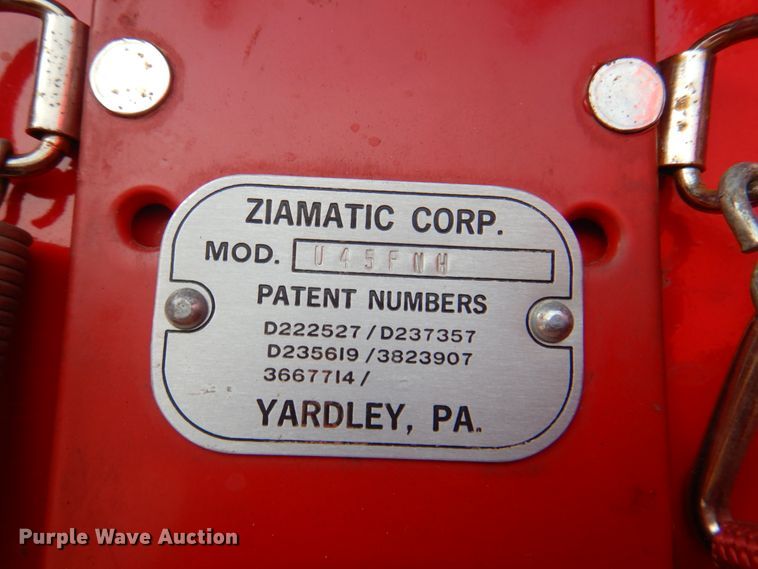 ZIAMATIC CORP.
MOD. U45FNH
PATENT NUMBERS
D222527/D237357
D235619/3823907
3667714/
YARDLEY, PA.
Purple Wave Auction